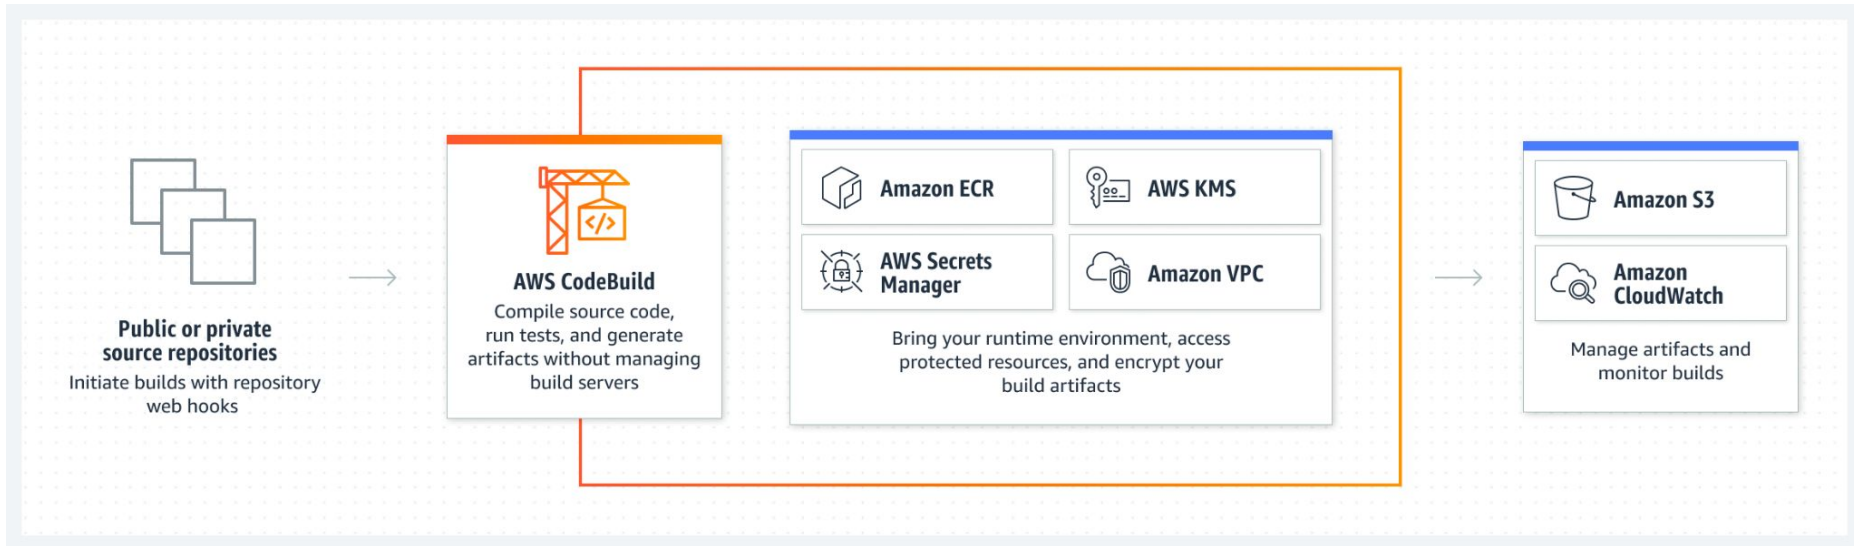 Public or private
source repositories
Initiate builds with repository
web hooks
</>
AWS CodeBuild
Compile source code,
run tests, and generate
artifacts without managing
build servers
Amazon ECR
AWS KMS
AWS Secrets
Manager
Amazon VPC
Bring your runtime environment, access
protected resources, and encrypt your
build artifacts
Amazon S3
Amazon
CloudWatch
Manage artifacts and
monitor builds